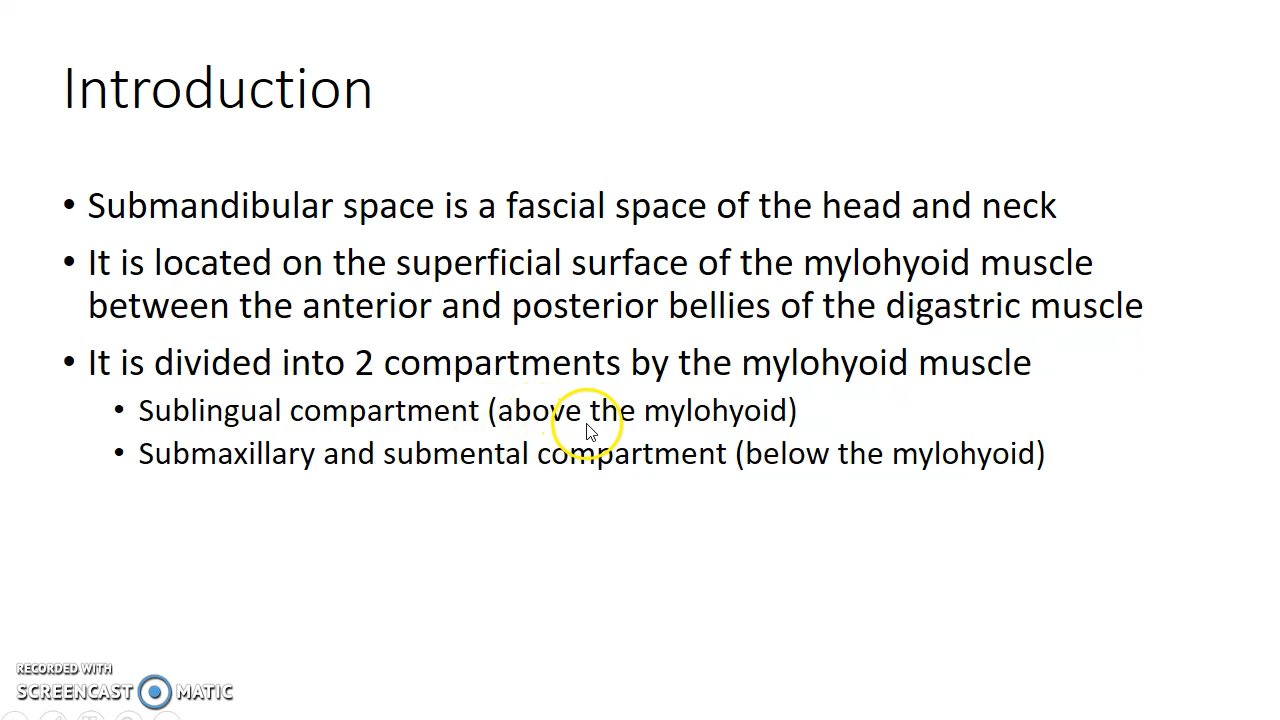 Introduction
• Submandibular space is a fascial space of the head and neck
• It is located on the superficial surface of the mylohyoid muscle
between the anterior and posterior bellies of the digastric muscle
• It is divided into 2 compartments by the mylohyoid muscle
• Sublingual compartment (above the mylohyoid)
• Submaxillary and submental compartment (below the mylohyoid)
RECORDED WITH
SCREENCAST MATIC